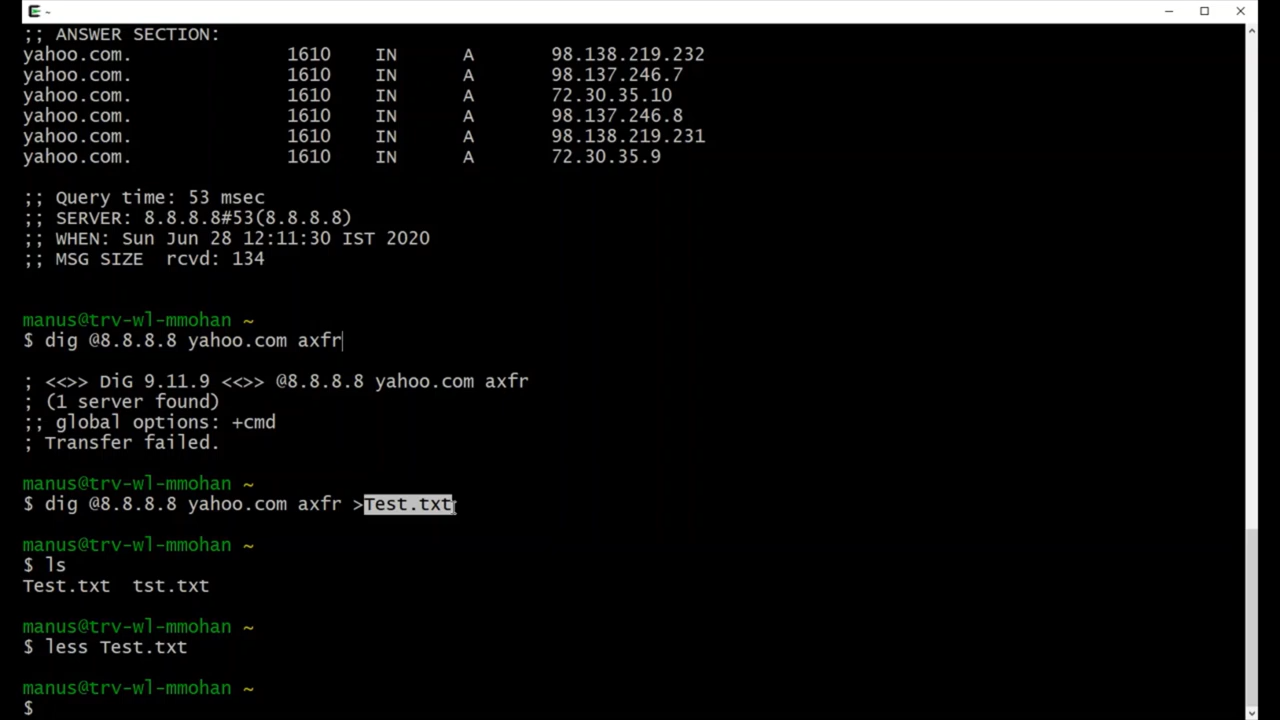 ~
;; ANSWER SECTION:
yahoo.com. 1610 IN A 98.138.219.232
yahoo.com. 1610 IN A 98.137.246.7
yahoo.com. 1610 IN A 72.30.35.10
yahoo.com. 1610 IN A 98.137.246.8
yahoo.com. 1610 IN A 98.138.219.231
yahoo.com. 1610 IN A 72.30.35.9
;; Query time: 53 msec
;; SERVER: 8.8.8.8#53(8.8.8.8)
;; WHEN: Sun Jun 28 12:11:30 IST 2020
;; MSG SIZE rcvd: 134
manus@trv-wl-mmohan ~
$ dig @8.8.8.8 yahoo.com axfr
; <<>> DiG 9.11.9 <<>> @8.8.8.8 yahoo.com axfr
; (1 server found)
;; global options: +cmd
; Transfer failed.
manus@trv-wl-mmohan ~
$ dig @8.8.8.8 yahoo.com axfr >Test.txt
manus@trv-wl-mmohan ~
$ ls
Test.txt tst.txt
manus@trv-wl-mmohan ~
$ less Test.txt
manus@trv-wl-mmohan ~
$